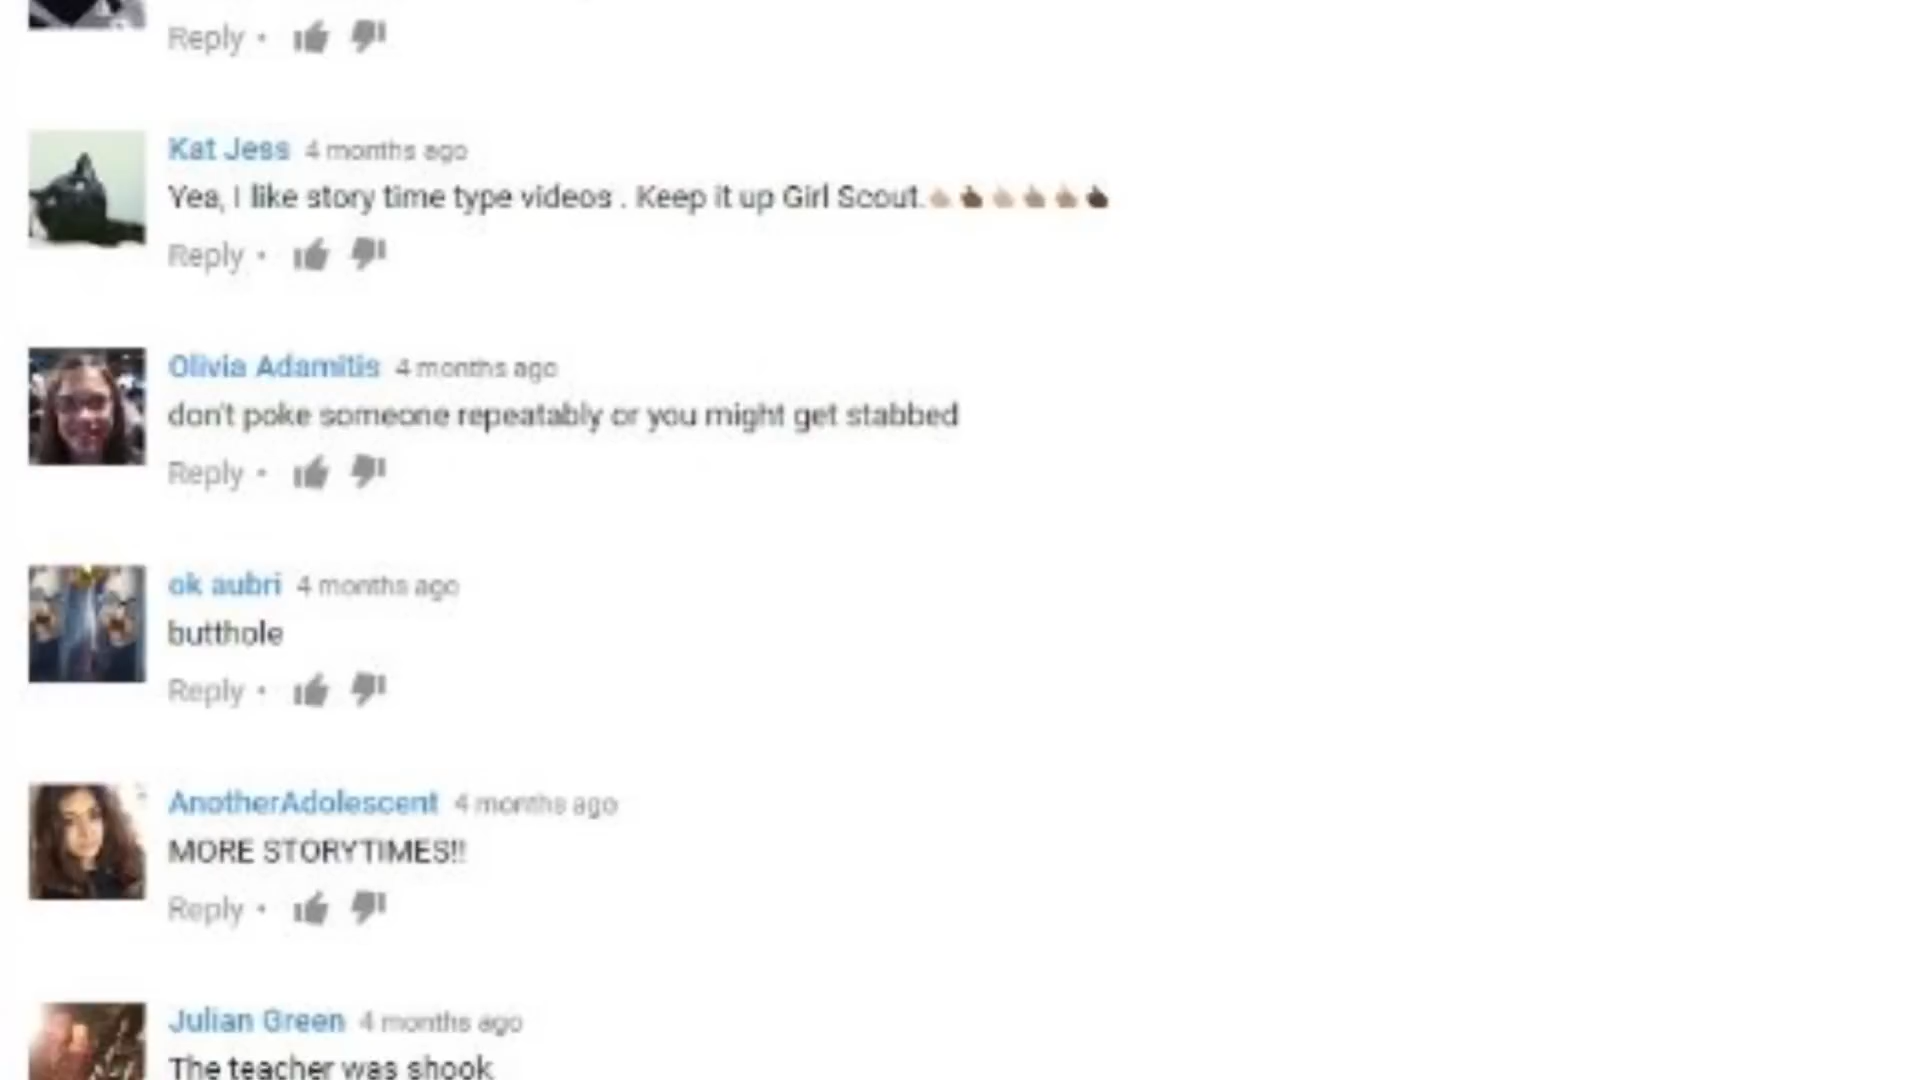 Reply •
Kat Jess 4 months ago
Yea, I like story time type videos . Keep it up Girl Scout.
Reply •
Olivia Adamitis 4 months ago
don't poke someone repeatably or you might get stabbed
Reply •
ok aubri 4 months ago
butthole
Reply •
AnotherAdolescent 4 months ago
MORE STORYTIMES!!
Reply •
Julian Green 4 months ago
The teacher was shook